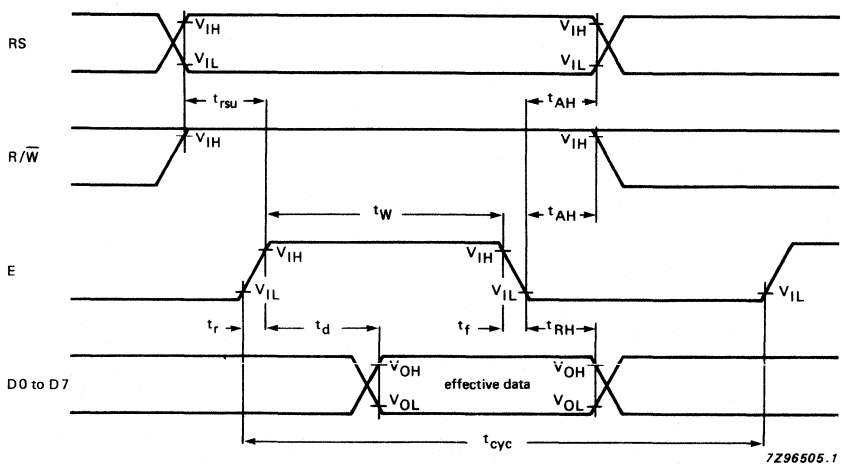 RS
V_IH
V_IH
V_IL
V_IL
t_rsu
t_AH
R/W̅
V_IH
V_IH
t_W
t_AH
E
V_IH
V_IH
V_IL
V_IL
V_IL
t_r
t_d
t_f
t_RH
D0 to D7
V_OH
effective data
V_OH
V_OL
V_OL
t_cyc
7Z96505.1